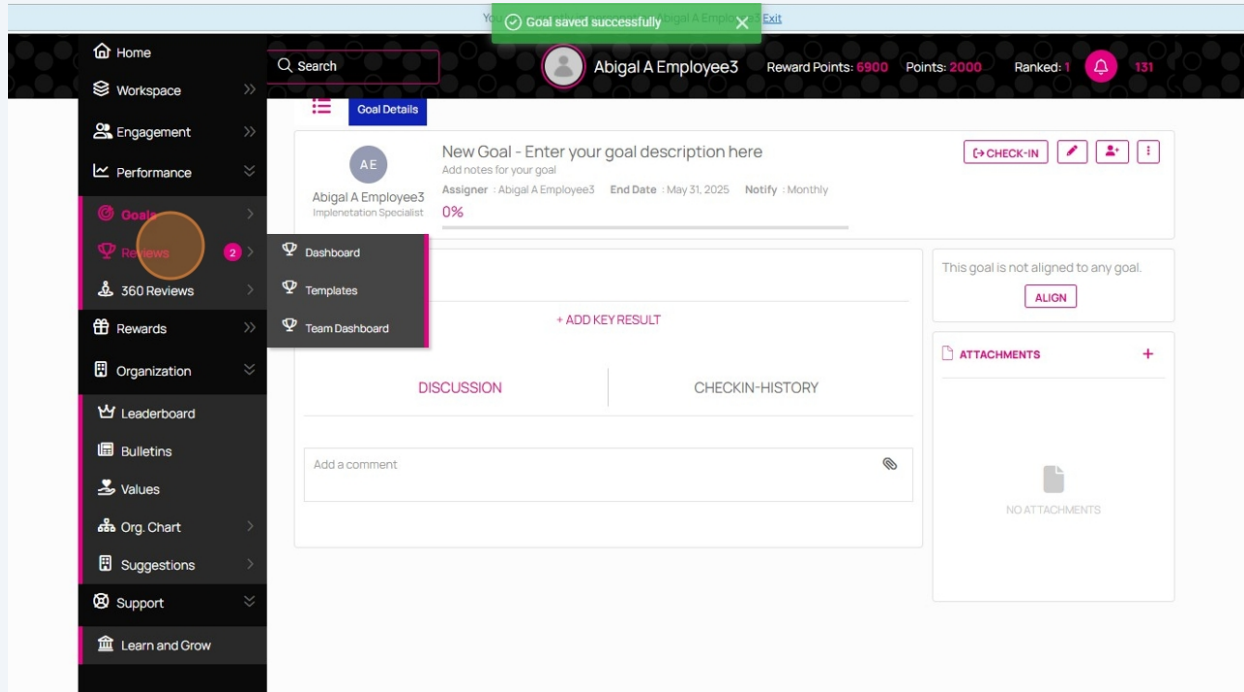 Goal saved successfully
Exit
Home
Search
Abigal A Employee3
Reward Points: 6900
Points: 2000
Ranked: 1
131
Workspace
Goal Details
Engagement
AE
New Goal - Enter your goal description here
CHECK-IN
Performance
Add notes for your goal
Abigal A Employee3
Assigner : Abigal A Employee3 End Date : May 31, 2025 Notify : Monthly
Implenetation Specialist
0%
Goals
Reviews
2
Dashboard
Templates
Team Dashboard
This goal is not aligned to any goal.
ALIGN
360 Reviews
+ ADD KEY RESULT
Rewards
ATTACHMENTS
+
Organization
DISCUSSION
CHECKIN-HISTORY
Leaderboard
Bulletins
Add a comment
Values
NO ATTACHMENTS
Org. Chart
Suggestions
Support
Learn and Grow